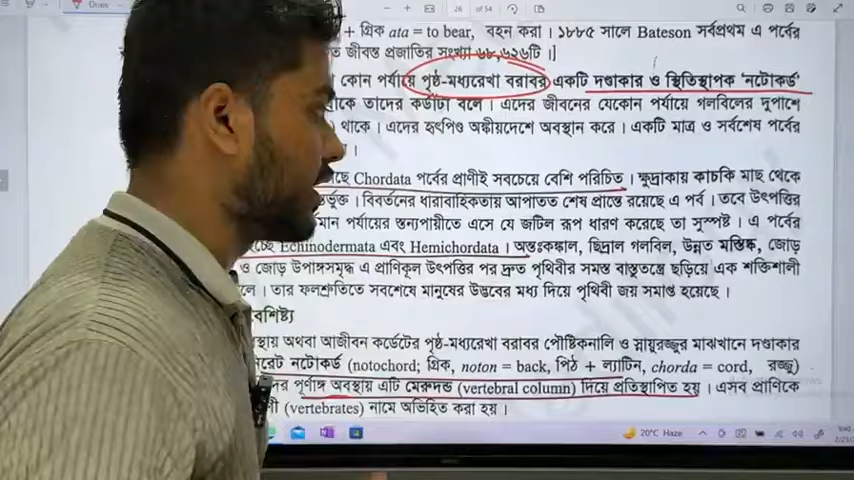 26 of 54
+ গ্রিক ata = to bear, বহন করা। ১৮৮৫ সালে Bateson সর্বপ্রথম এ পর্বের
জীবন্ত প্রজাতির সংখ্যা ৬৮,৬২৬টি।]
কোন পর্যায়ে পৃষ্ঠ-মধ্যরেখা বরাবর একটি দণ্ডাকার ও স্থিতিস্থাপক 'নটোকর্ড'
তাদের কর্ডাটা বলে। এদের জীবনের যেকোন পর্যায়ে গলবিলের দুপাশে
থাকে। এদের হৃৎপিণ্ড অঙ্কীয়দেশে অবস্থান করে। একটি মাত্র ও সর্বশেষ পর্বের
।
Chordata পর্বের প্রাণীই সবচেয়ে বেশি পরিচিত। ক্ষুদ্রাকায় কাচকি মাছ থেকে
। বিবর্তনের ধারাবাহিকতায় আপাতত শেষ প্রান্তে রয়েছে এ পর্ব। তবে উৎপত্তির
পর্যায়ের স্তন্যপায়ীতে এসে যে জটিল রূপ ধারণ করেছে তা সুস্পষ্ট। এ পর্বের
Echinodermata এবং Hemichordata। অন্তঃকঙ্কাল, ছিদ্রাল গলবিল, উন্নত মস্তিষ্ক, জোড়
ও জোড় উপাঙ্গসমৃদ্ধ এ প্রাণিকূল উৎপত্তির পর দ্রুত পৃথিবীর সমস্ত বাস্তুতন্ত্রে ছড়িয়ে এক শক্তিশালী
। তার ফলশ্রুতিতে সবশেষে মানুষের উদ্ভবের মধ্য দিয়ে পৃথিবী জয় সমাপ্ত হয়েছে।
অথবা আজীবন কর্ডেটের পৃষ্ঠ-মধ্যরেখা বরাবর পৌষ্টিকনালি ও স্নায়ুরজ্জুর মাঝখানে দণ্ডাকার
নটোকর্ড (notochord; গ্রিক, noton = back, পিঠ + ল্যাটিন, chorda = cord, রজ্জু)
পূর্ণাঙ্গ অবস্থায় এটি মেরুদন্ড (vertebral column) দিয়ে প্রতিস্থাপিত হয়। এসব প্রাণিকে
(vertebrates) নামে অভিহিত করা হয়।
20°C Haze